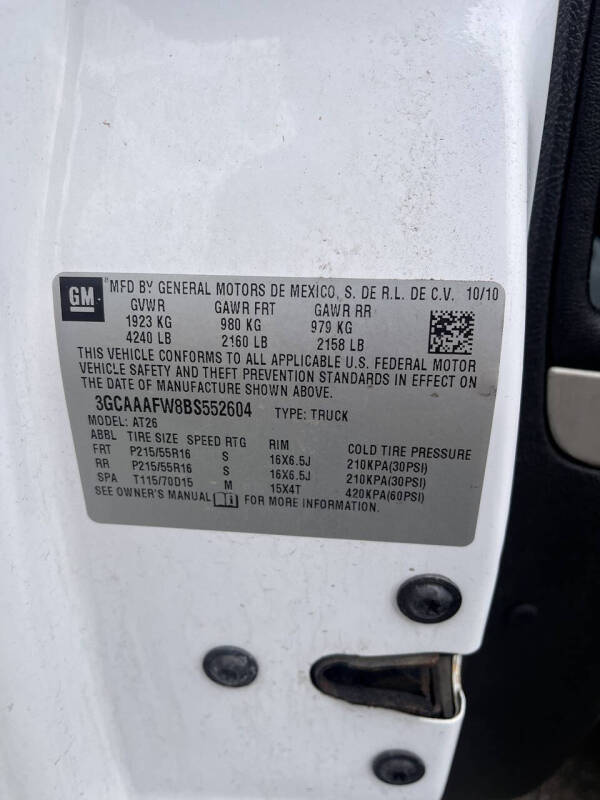 GM "MFD BY GENERAL MOTORS DE MEXICO, S. DE R.L. DE C.V. 10/10
GVWR GAWR FRT GAWR RR
1923 KG 980 KG 979 KG
4240 LB 2160 LB 2158 LB
THIS VEHICLE CONFORMS TO ALL APPLICABLE U.S. FEDERAL MOTOR
VEHICLE SAFETY AND THEFT PREVENTION STANDARDS IN EFFECT ON
THE DATE OF MANUFACTURE SHOWN ABOVE.
3GCAAAFW8BS552604 TYPE: TRUCK
MODEL: AT26
ABBL TIRE SIZE SPEED RTG RIM COLD TIRE PRESSURE
FRT P215/55R16 S 16X6.5J 210KPA(30PSI)
RR P215/55R16 S 16X6.5J 210KPA(30PSI)
SPA T115/70D15 M 15X4T 420KPA(60PSI)
SEE OWNER'S MANUAL FOR MORE INFORMATION.